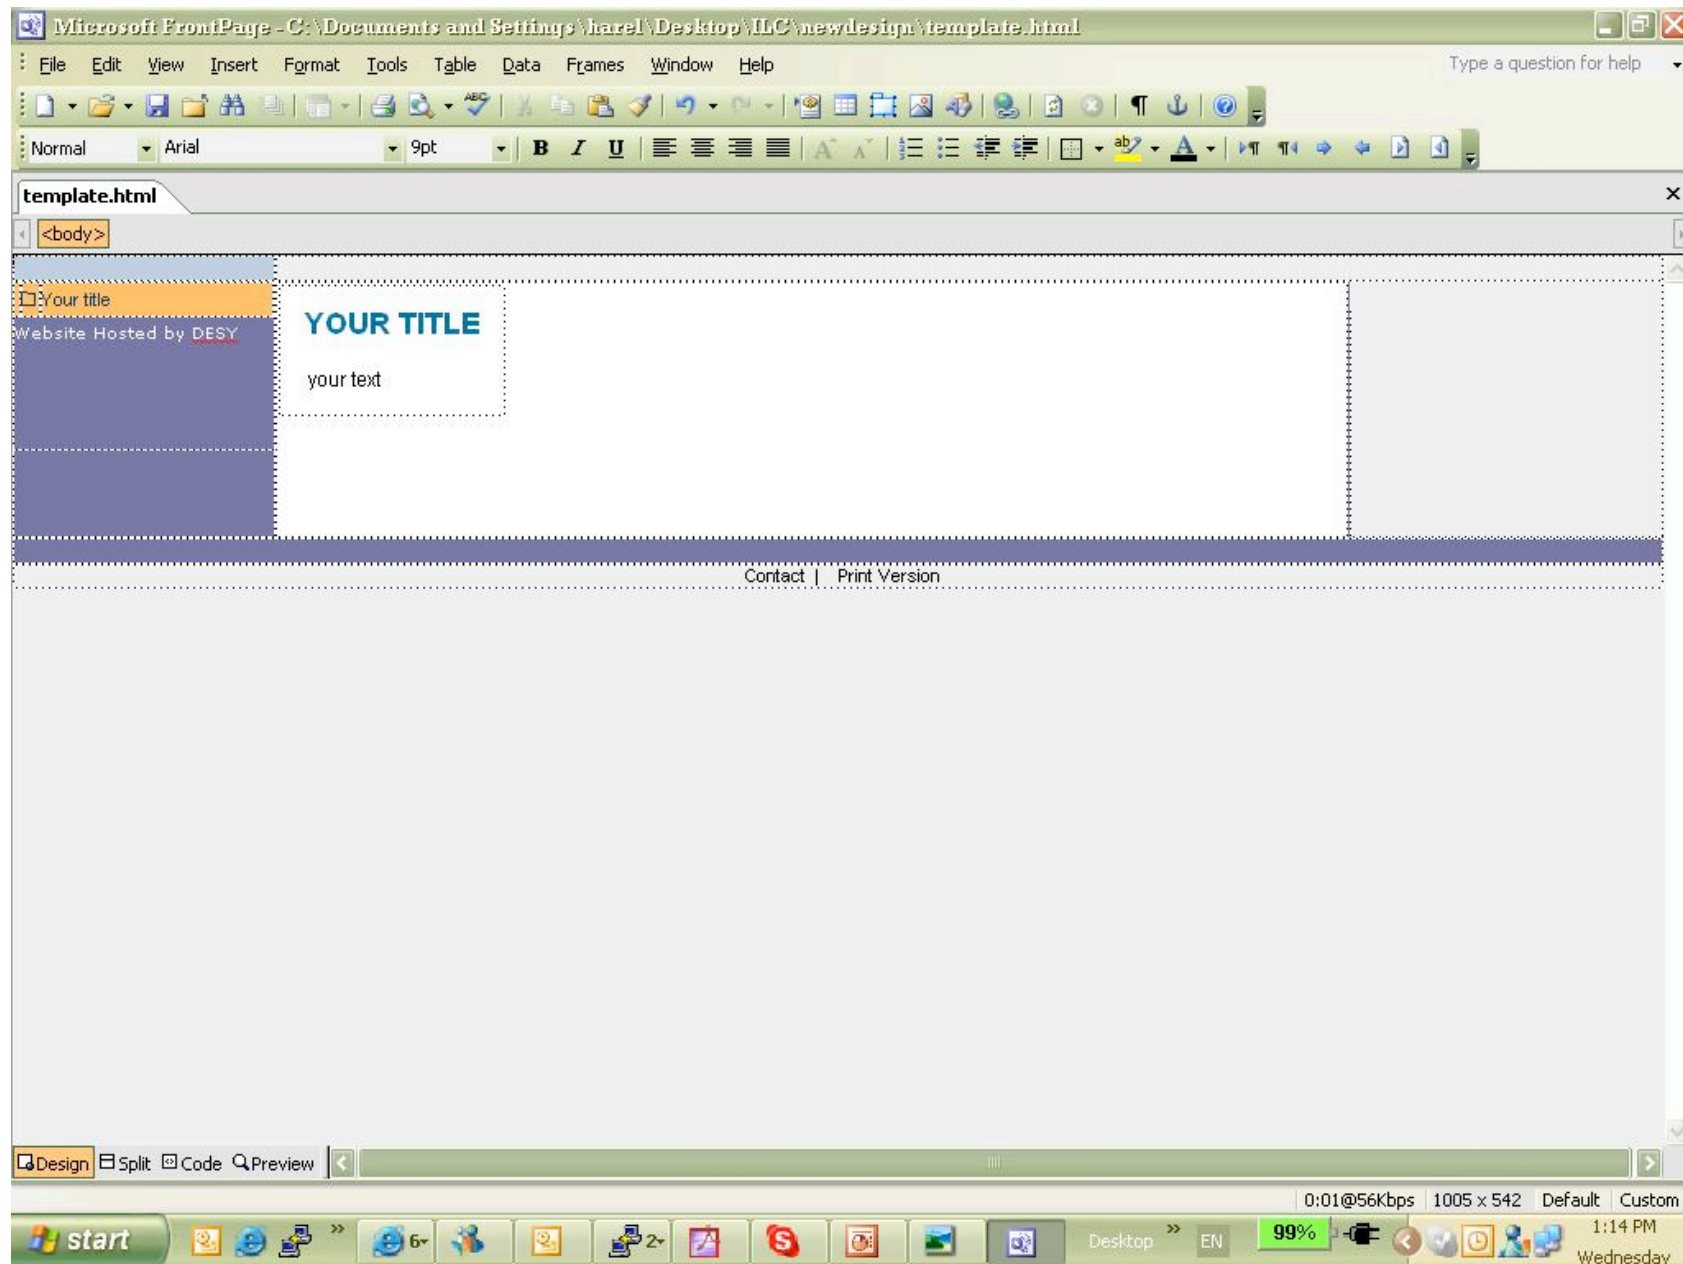 Microsoft FrontPage - C:\Documents and Settings\harel\Desktop\ILC\newdesign\template.html
File Edit View Insert Format Tools Table Data Frames Window Help Type a question for help
Normal Arial 9pt B I U
template.html
<body>
Your title
Website Hosted by DESY
YOUR TITLE
your text
Contact | Print Version
Design Split Code Preview
0:01@56Kbps 1005 x 542 Default Custom
start 6 2 Desktop EN 99% 1:14 PM
Wednesday